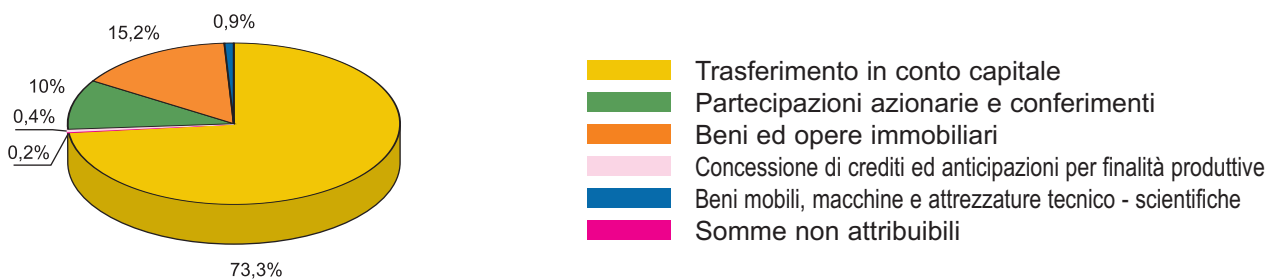 0,9%
15,2%
10%
0,4%
0,2%
73,3%
Trasferimento in conto capitale
Partecipazioni azionarie e conferimenti
Beni ed opere immobiliari
Concessione di crediti ed anticipazioni per finalità produttive
Beni mobili, macchine e attrezzature tecnico - scientifiche
Somme non attribuibili